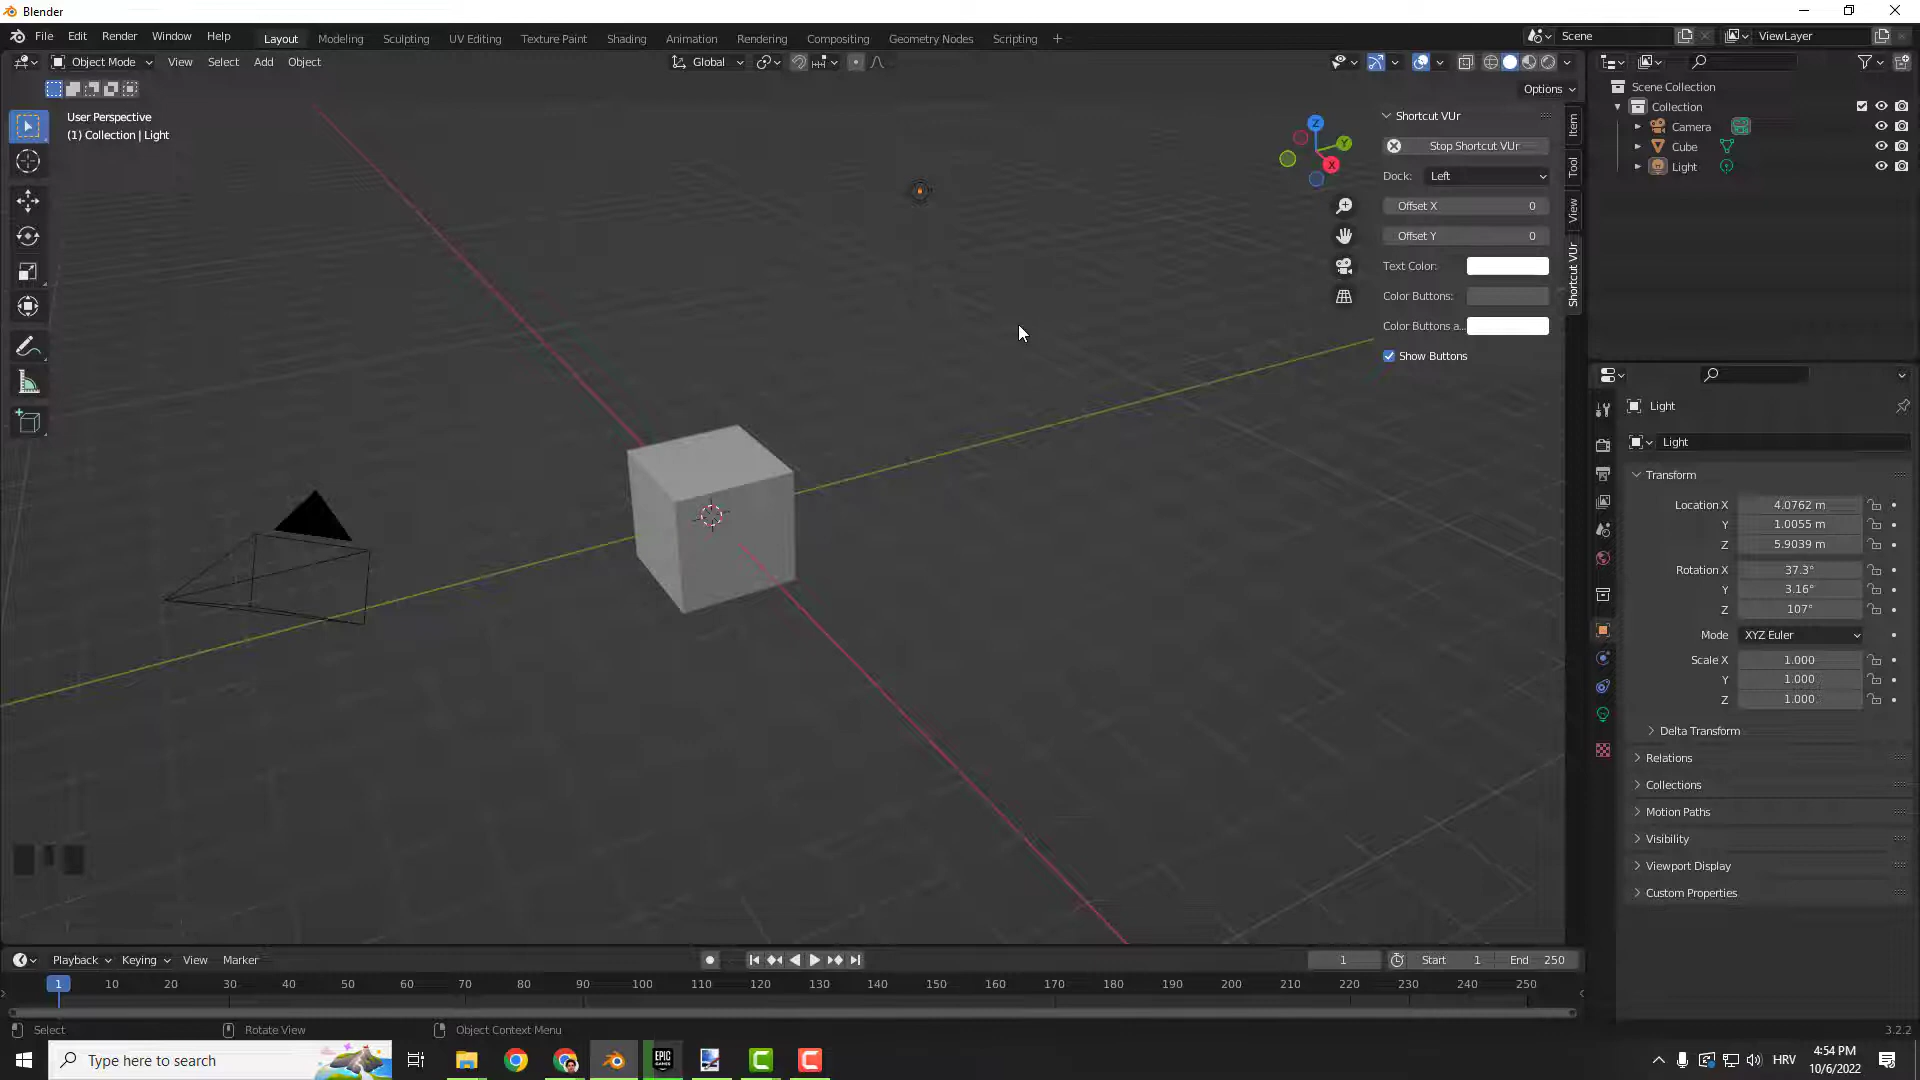 Blender
File Edit Render Window Help Layout Modeling Sculpting UV Editing Texture Paint Shading Animation Rendering Compositing Geometry Nodes Scripting + Scene ViewLayer
Object Mode View Select Add Object Global
Options
User Perspective
(1) Collection | Light
Z
Y
X
Shortcut VUr
Stop Shortcut VUr
Dock: Left
Offset X 0
Offset Y 0
Text Color:
Color Buttons:
Color Buttons a...
Show Buttons
Item
Tool
View
Shortcut VUr
Scene Collection
Collection
Camera
Cube
Light
Light
Light
Transform
Location X 4.0762 m
Y 1.0055 m
Z 5.9039 m
Rotation X 37.3°
Y 3.16°
Z 107°
Mode XYZ Euler
Scale X 1.000
Y 1.000
Z 1.000
Delta Transform
Relations
Collections
Motion Paths
Visibility
Viewport Display
Custom Properties
Playback Keying View Marker 1 Start 1 End 250
1 10 20 30 40 50 60 70 80 90 100 110 120 130 140 150 160 170 180 190 200 210 220 230 240 250
Select Rotate View Object Context Menu 3.2.2
Type here to search
EPIC GAMES
HRV
4:54 PM
10/6/2022